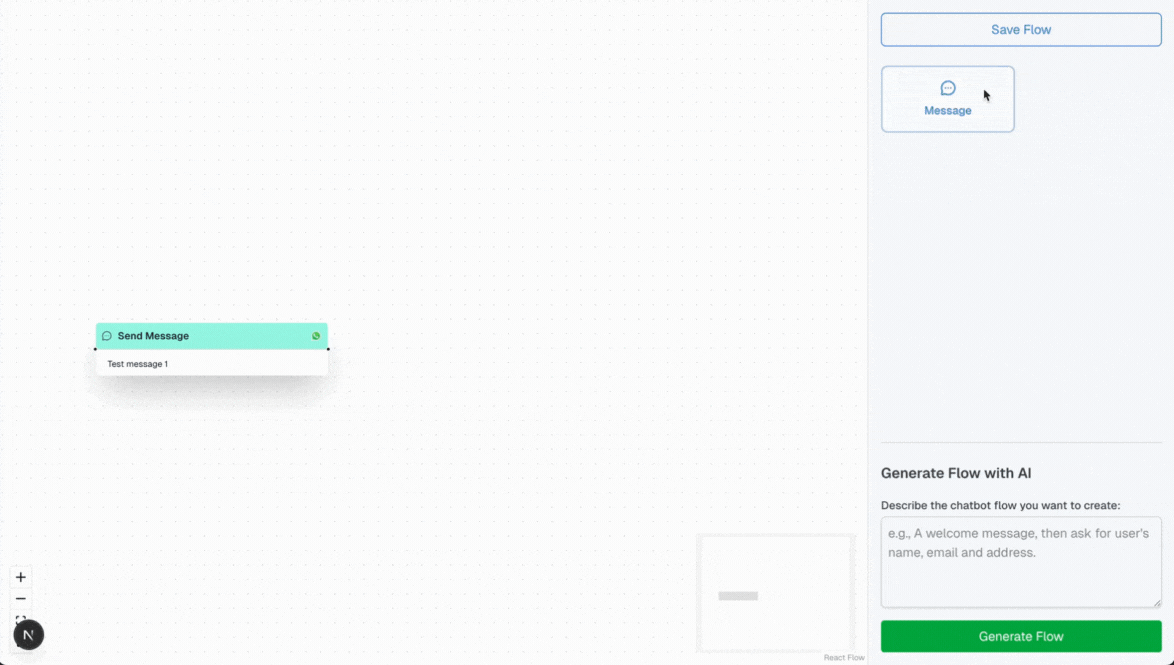 Save Flow
Message
Send Message
Test message 1
Generate Flow with AI
Describe the chatbot flow you want to create:
e.g., A welcome message, then ask for user's
name, email and address.
Generate Flow
N
React Flow